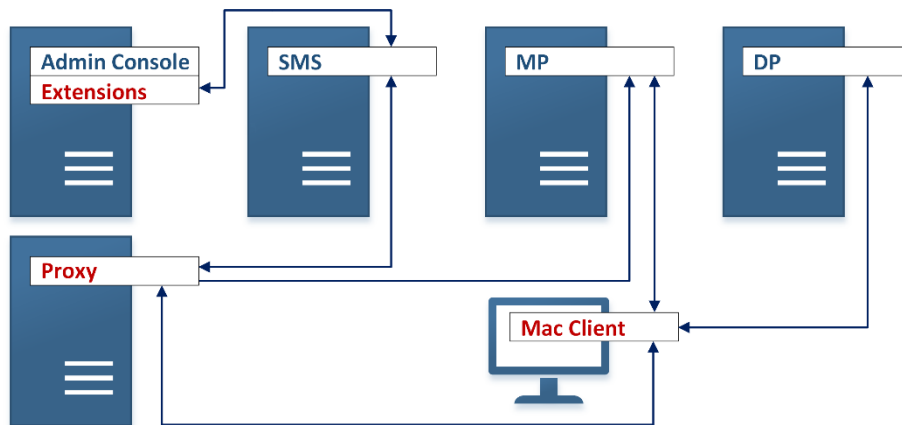 Admin Console
Extensions
SMS
MP
DP
Proxy
Mac Client